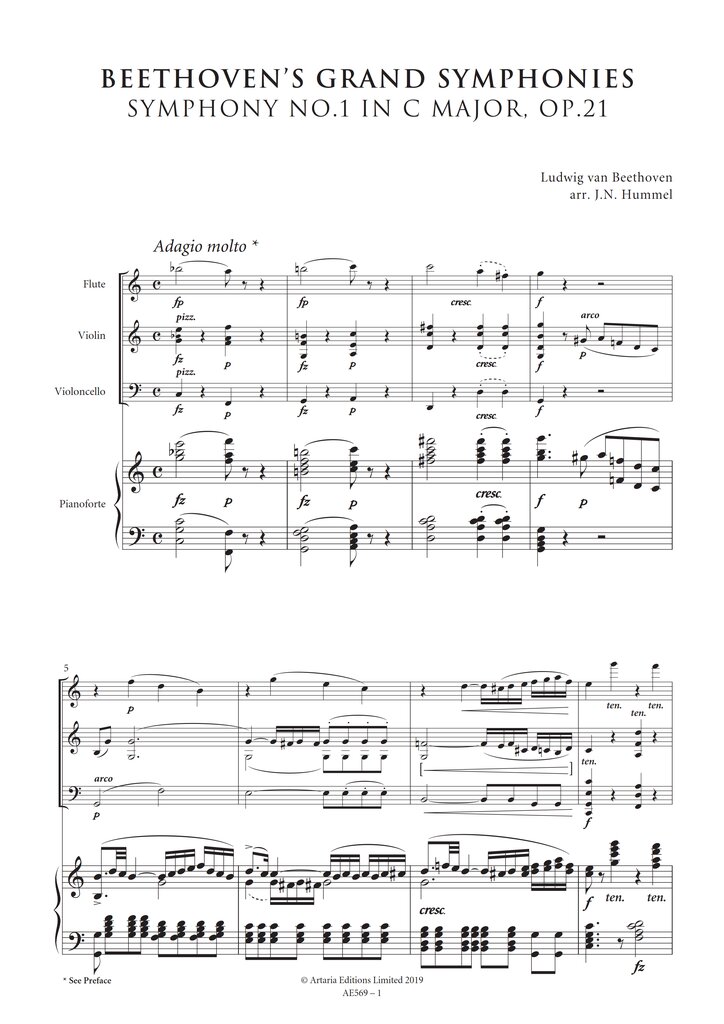 BEETHOVEN'S GRAND SYMPHONIES
SYMPHONY NO.1 IN C MAJOR, OP.21
Ludwig van Beethoven
arr. J.N. Hummel
Adagio molto *
Flute
fp
fp
cresc.
f
pizz.
arco
Violin
fz
p
fz
p
cresc.
f
p
pizz.
Violoncello
fz
p
fz
p
cresc.
f
Pianoforte
fz
p
fz
p
cresc.
f
p
5
p
ten.
ten.
ten.
[ ]
ten.
arco
p
f
cresc.
f
ten.
ten.
fz
* See Preface
© Artaria Editions Limited 2019
AE569 – 1